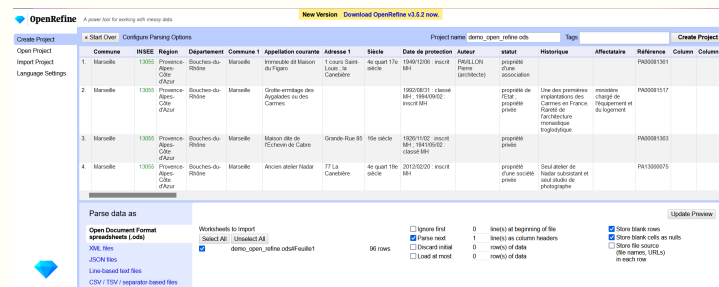 New Version Download OpenRefine v3.5.2 now.
OpenRefine A power tool for working with messy data
Create Project
Open Project
Import Project
Language Settings
« Start Over Configure Parsing Options Project name demo_open_refine ods Tags Create Project
Commune INSEE Région Département Commune 1 Appellation courante Adresse 1 Siècle Date de protection Auteur statut Historique Affectataire Référence Column Column
1. Marseille 13055 Provence-Alpes-Côte d'Azur Bouches-du-Rhône Marseille Immeuble dit Maison du Figaro 1 cours Saint-Louis ; la Canebière 4e quart 17e siècle 1949/12/06 : inscrit MH PAVILLON Pierre (architecte) propriété d'une association PA00081361
2. Marseille 13055 Provence-Alpes-Côte d'Azur Bouches-du-Rhône Marseille Grotte-ermitage des Aygalades ou des Carmes 1992/08/31 : classé MH ; 1994/09/02 : inscrit MH propriété de l'Etat ; propriété privée Une des premières implantations des Carmes en France. Rareté de l'architecture monastique troglodytique. ministère chargé de l'équipement et du logement PA00081517
3. Marseille 13055 Provence-Alpes-Côte d'Azur Bouches-du-Rhône Marseille Maison dite de l'Echevin de Cabre Grande-Rue 85 16e siècle 1926/11/02 : inscrit MH ; 1941/05/02 : classé MH PA00081363
4. Marseille 13055 Provence-Alpes-Côte d'Azur Bouches-du-Rhône Marseille Ancien atelier Nadar 77 La Canebière 4e quart 19e siècle 2012/02/20 : inscrit MH propriété d'une société privée Seul atelier de Nadar subsistant et seul studio de photographe PA13000075
Parse data as
Update Preview
Open Document Format spreadsheets (.ods)
XML files
JSON files
Line-based text files
CSV / TSV / separator-based files
Worksheets to Import
Select All Unselect All
demo_open_refine.ods#Feuille1 96 rows
Ignore first 0 line(s) at beginning of file
Parse next 1 line(s) as column headers
Discard initial 0 row(s) of data
Load at most 0 row(s) of data
Store blank rows
Store blank cells as nulls
Store file source
(file names, URLs)
in each row